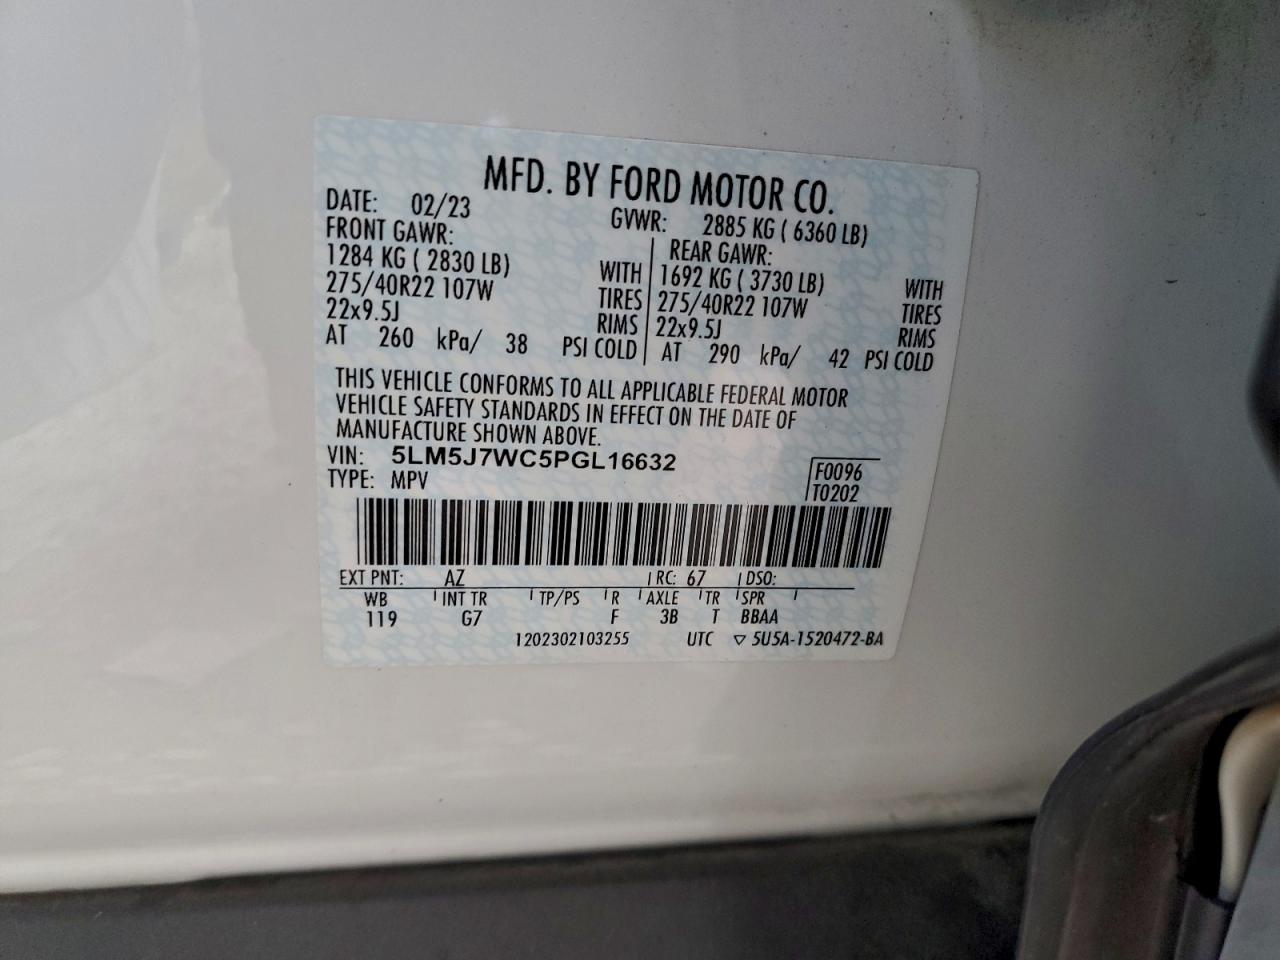 MFD. BY FORD MOTOR CO.
DATE: 02/23 GVWR: 2885 KG ( 6360 LB)
FRONT GAWR: REAR GAWR:
1284 KG ( 2830 LB) WITH 1692 KG ( 3730 LB) WITH
275/40R22 107W TIRES 275/40R22 107W TIRES
22x9.5J RIMS 22x9.5J RIMS
AT 260 kPa/ 38 PSI COLD AT 290 kPa/ 42 PSI COLD
THIS VEHICLE CONFORMS TO ALL APPLICABLE FEDERAL MOTOR
VEHICLE SAFETY STANDARDS IN EFFECT ON THE DATE OF
MANUFACTURE SHOWN ABOVE.
VIN: 5LM5J7WC5PGL16632 F0096
TYPE: MPV T0202
EXT PNT: AZ RC: 67 DSO:
WB INT TR TP/PS R AXLE TR SPR
119 G7 F 3B T BBAA
1202302103255 UTC ▽ 5U5A-1520472-BA